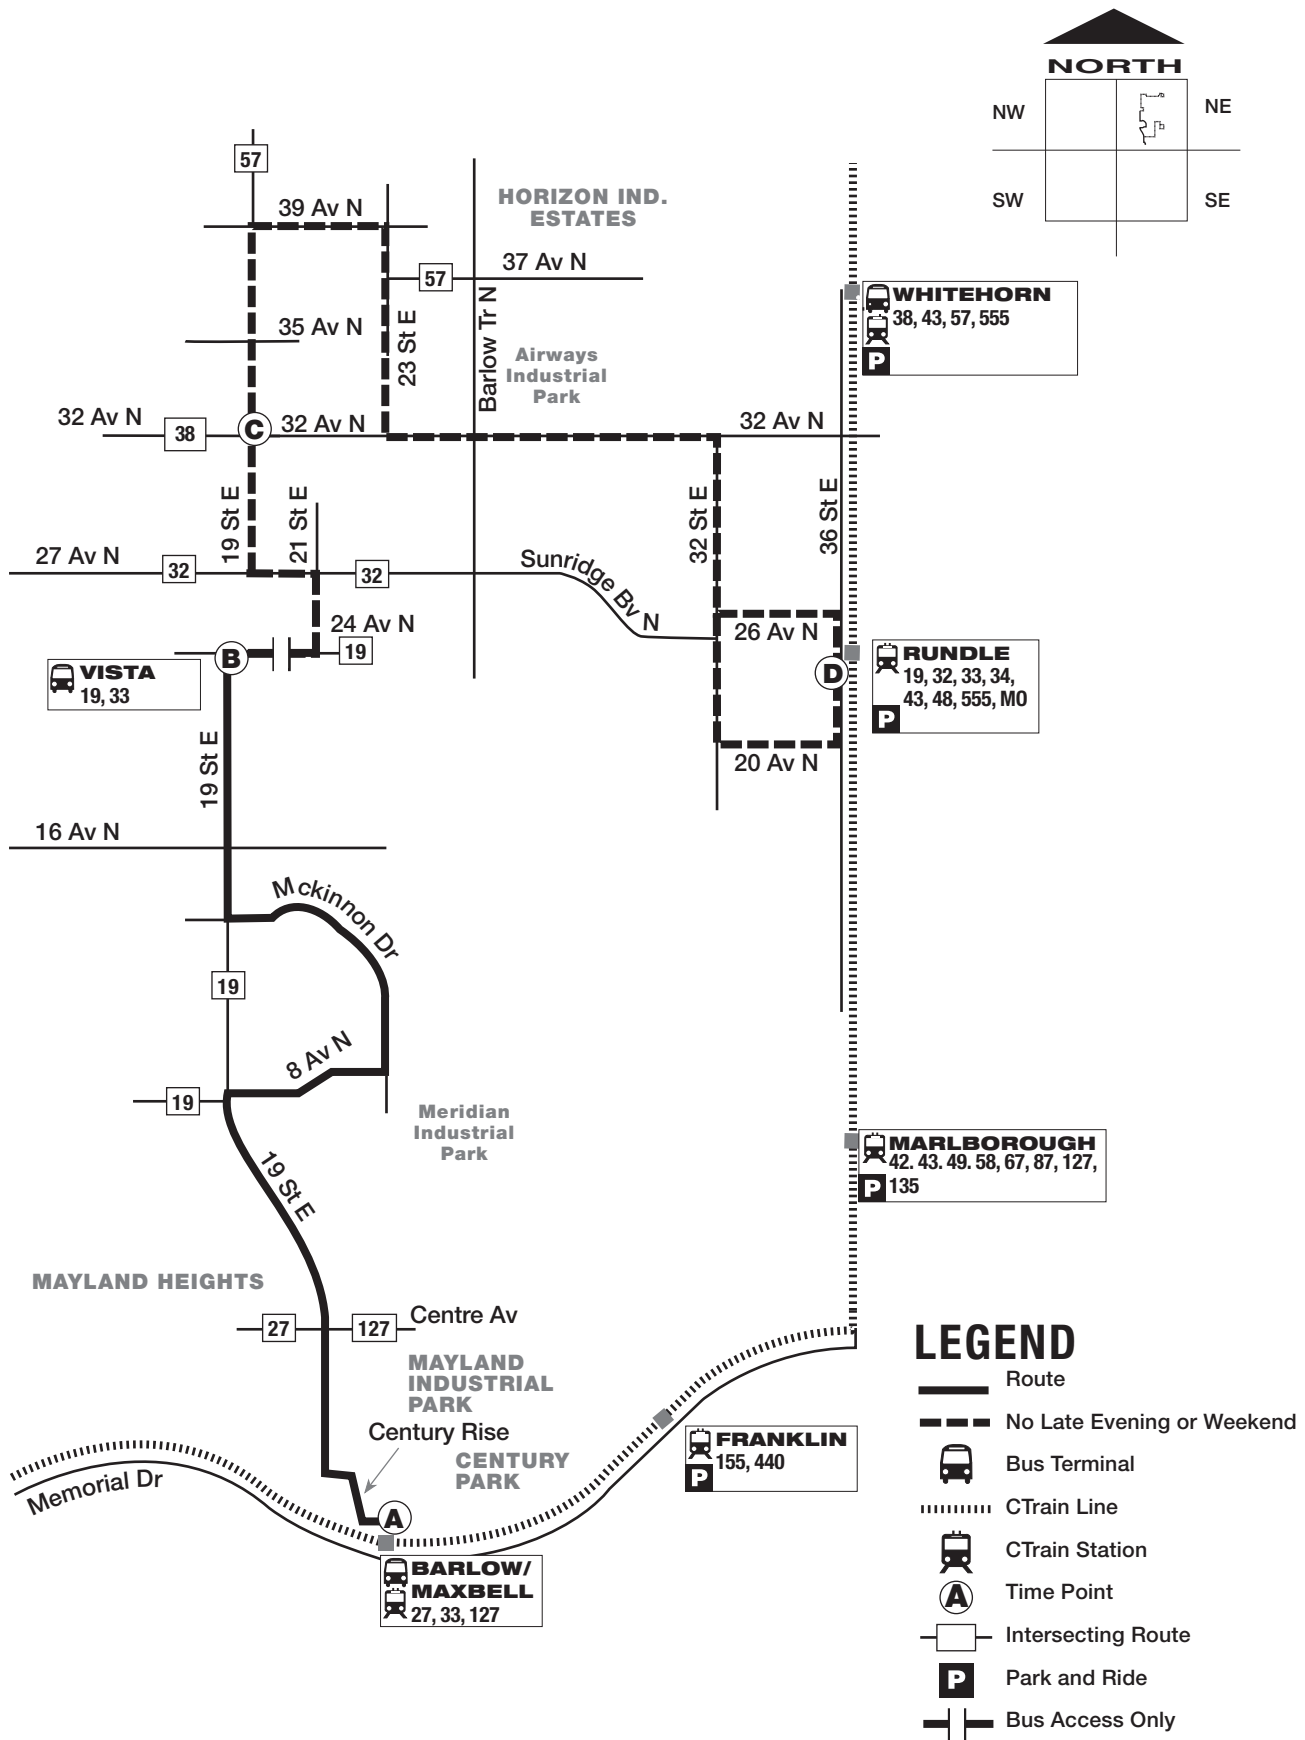 NORTH
NW
NE
SW
SE
57
39 Av N
HORIZON IND.
ESTATES
37 Av N
57
WHITEHORN
38, 43, 57, 555
P
35 Av N
23 St E
Barlow Tr N
Airways
Industrial
Park
32 Av N
38
C
32 Av N
32 Av N
19 St E
21 St E
32 St E
36 St E
27 Av N
32
32
Sunridge Bv N
24 Av N
26 Av N
B
19
VISTA
19, 33
D
RUNDLE
19, 32, 33, 34,
43, 48, 555, MO
P
19 St E
20 Av N
16 Av N
Mckinnon Dr
19
8 Av N
19
Meridian
Industrial
Park
MARLBOROUGH
42. 43. 49. 58, 67, 87, 127,
135
P
19 St E
MAYLAND HEIGHTS
27
127
Centre Av
MAYLAND
INDUSTRIAL
PARK
Century Rise
CENTURY
PARK
FRANKLIN
155, 440
P
Memorial Dr
A
BARLOW/
MAXBELL
27, 33, 127
LEGEND
Route
No Late Evening or Weekend
Bus Terminal
CTrain Line
CTrain Station
A Time Point
Intersecting Route
P Park and Ride
Bus Access Only